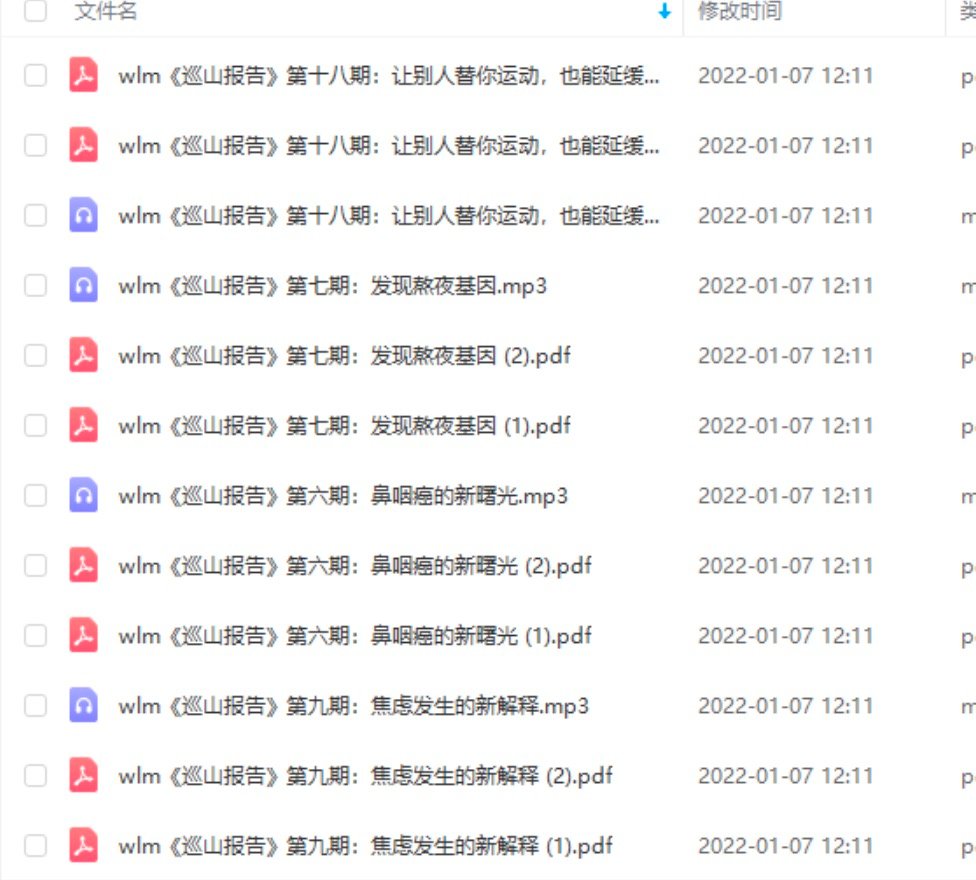 文件名 修改时间 类
wlm《巡山报告》第十八期：让别人替你运动，也能延缓... 2022-01-07 12:11 p
wlm《巡山报告》第十八期：让别人替你运动，也能延缓... 2022-01-07 12:11 p
wlm《巡山报告》第十八期：让别人替你运动，也能延缓... 2022-01-07 12:11 m
wlm《巡山报告》第七期：发现熬夜基因.mp3 2022-01-07 12:11 m
wlm《巡山报告》第七期：发现熬夜基因 (2).pdf 2022-01-07 12:11 p
wlm《巡山报告》第七期：发现熬夜基因 (1).pdf 2022-01-07 12:11 p
wlm《巡山报告》第六期：鼻咽癌的新曙光.mp3 2022-01-07 12:11 m
wlm《巡山报告》第六期：鼻咽癌的新曙光 (2).pdf 2022-01-07 12:11 p
wlm《巡山报告》第六期：鼻咽癌的新曙光 (1).pdf 2022-01-07 12:11 p
wlm《巡山报告》第九期：焦虑发生的新解释.mp3 2022-01-07 12:11 m
wlm《巡山报告》第九期：焦虑发生的新解释 (2).pdf 2022-01-07 12:11 p
wlm《巡山报告》第九期：焦虑发生的新解释 (1).pdf 2022-01-07 12:11 p